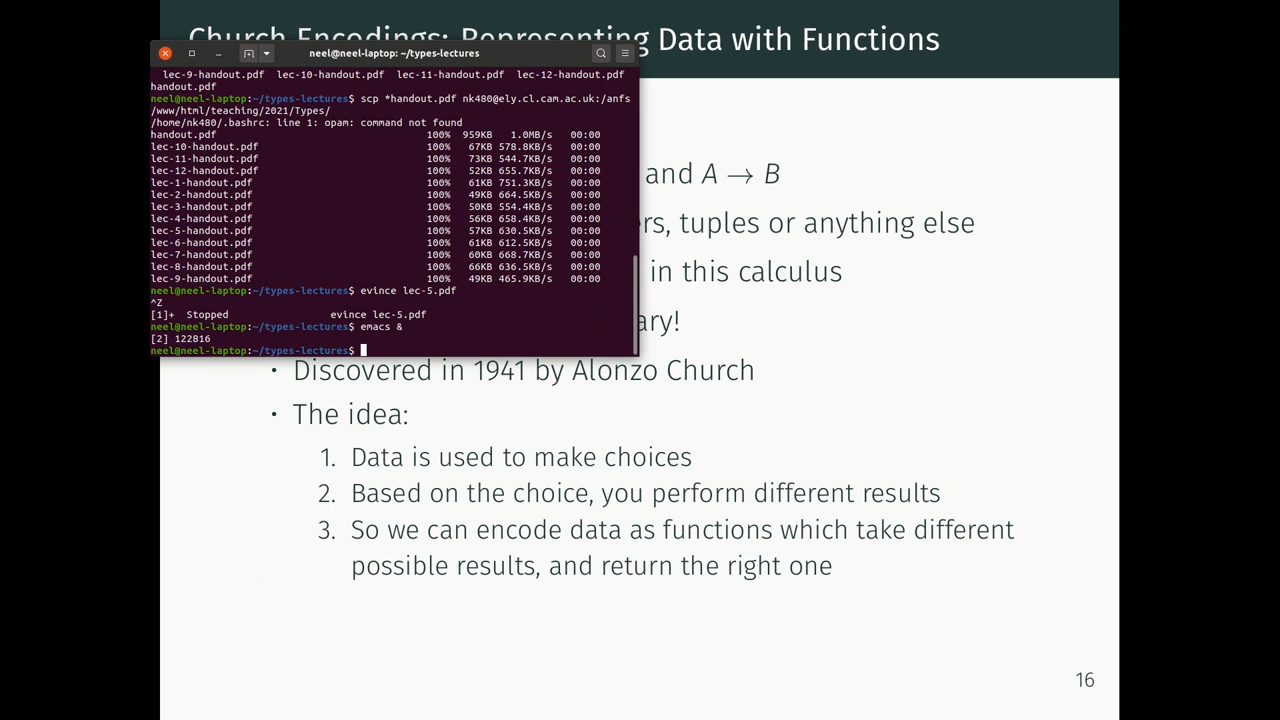 Church Encodings: Representing Data with Functions
neel@neel-laptop: ~/types-lectures
lec-9-handout.pdf lec-10-handout.pdf lec-11-handout.pdf lec-12-handout.pdf
handout.pdf
neel@neel-laptop:~/types-lectures$ scp *handout.pdf nk480@ely.cl.cam.ac.uk:/anfs
/www/html/teaching/2021/Types/
/home/nk480/.bashrc: line 1: opam: command not found
handout.pdf 100% 959KB 1.0MB/s 00:00
lec-10-handout.pdf 100% 67KB 578.8KB/s 00:00
lec-11-handout.pdf 100% 73KB 544.7KB/s 00:00
lec-12-handout.pdf 100% 52KB 655.7KB/s 00:00
lec-1-handout.pdf 100% 61KB 751.3KB/s 00:00
lec-2-handout.pdf 100% 49KB 664.5KB/s 00:00
lec-3-handout.pdf 100% 50KB 554.4KB/s 00:00
lec-4-handout.pdf 100% 56KB 658.4KB/s 00:00
lec-5-handout.pdf 100% 57KB 630.5KB/s 00:00
lec-6-handout.pdf 100% 61KB 612.5KB/s 00:00
lec-7-handout.pdf 100% 60KB 668.7KB/s 00:00
lec-8-handout.pdf 100% 66KB 636.5KB/s 00:00
lec-9-handout.pdf 100% 49KB 465.9KB/s 00:00
neel@neel-laptop:~/types-lectures$ evince lec-5.pdf
^Z
[1]+ Stopped evince lec-5.pdf
neel@neel-laptop:~/types-lectures$ emacs &
[2] 122816
neel@neel-laptop:~/types-lectures$
and A → B
rs, tuples or anything else
in this calculus
ary!
• Discovered in 1941 by Alonzo Church
• The idea:
1. Data is used to make choices
2. Based on the choice, you perform different results
3. So we can encode data as functions which take different
possible results, and return the right one
16